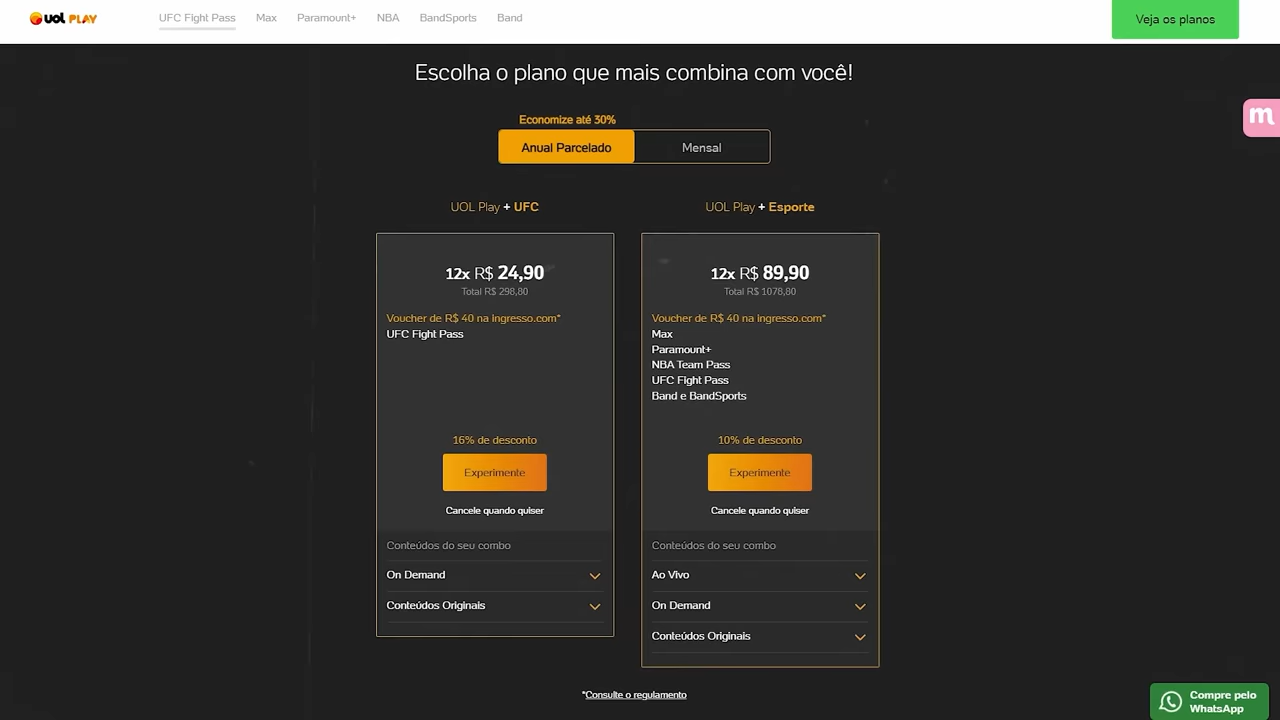 UOL PLAY
UFC Fight Pass
Max
Paramount+
NBA
BandSports
Band
Veja os planos
Escolha o plano que mais combina com você!
m
Economize até 30%
Anual Parcelado
Mensal
UOL Play + UFC
12x R$ 24,90
Total R$ 298,80
Voucher de R$ 40 na ingresso.com*
UFC Fight Pass
16% de desconto
Experimente
Cancele quando quiser
Conteúdos do seu combo
On Demand
Conteúdos Originais
UOL Play + Esporte
12x R$ 89,90
Total R$ 1078,80
Voucher de R$ 40 na ingresso.com*
Max
Paramount+
NBA Team Pass
UFC Fight Pass
Band e BandSports
10% de desconto
Experimente
Cancele quando quiser
Conteúdos do seu combo
Ao Vivo
On Demand
Conteúdos Originais
*Consulte o regulamento
Compre pelo
WhatsApp